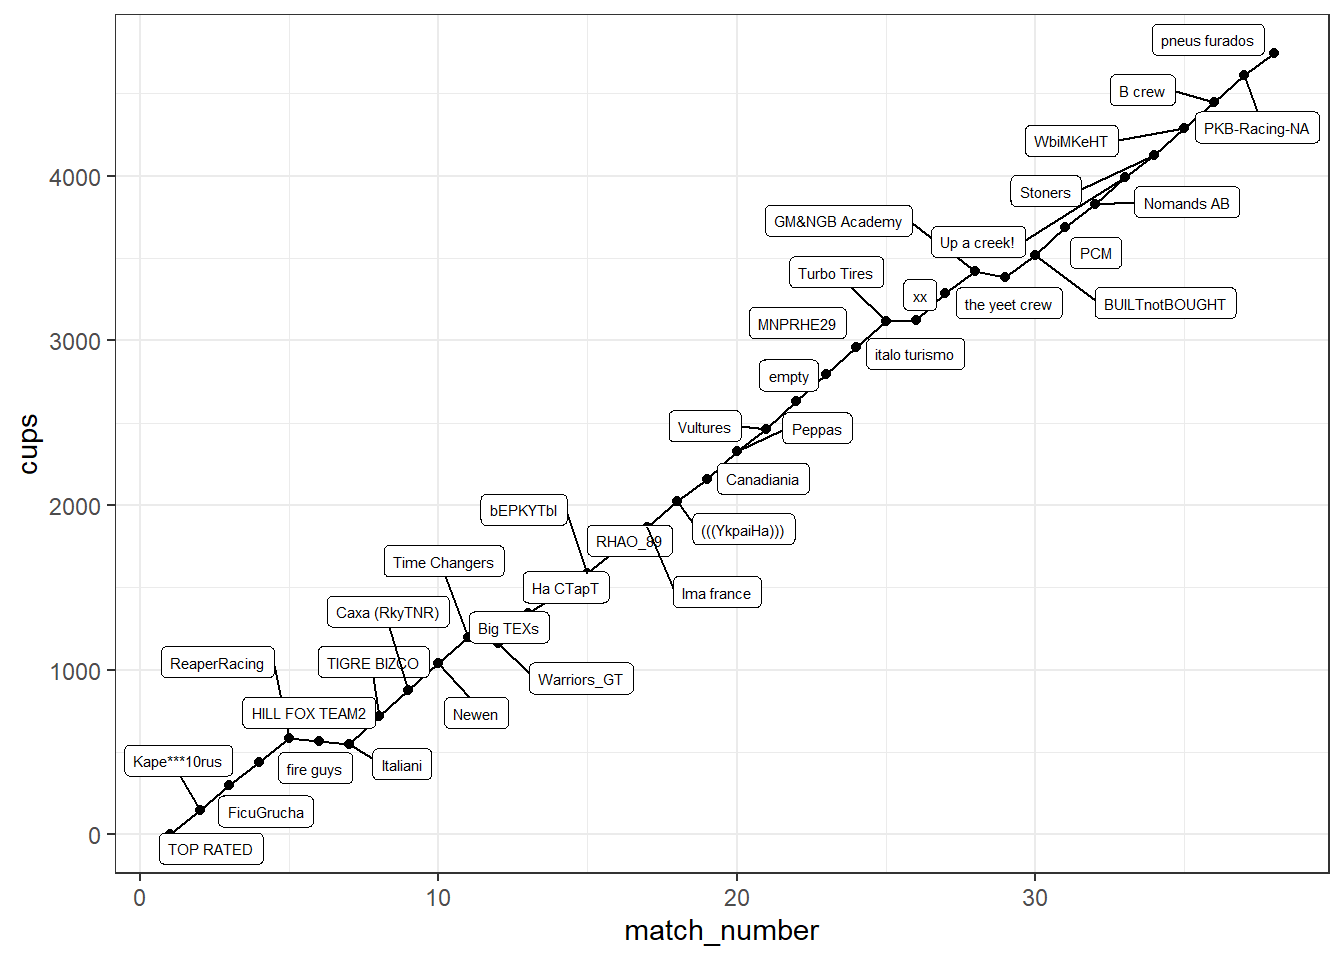 pneus furados
B crew
PKB-Racing-NA
WbiMKeHT
4000
Stoners
Nomands AB
GM&NGB Academy
Up a creek!
PCM
Turbo Tires
xx
the yeet crew
BUILTnotBOUGHT
MNPRHE29
3000
italo turismo
empty
Vultures
Peppas
cups
Canadiania
bEPKYTbI
2000
(((YkpaiHa)))
RHAO_89
Time Changers
Ha CTapT
Ima france
Caxa (RkyTNR)
Big TEXs
ReaperRacing
TIGRE BIZCO
1000
Warriors_GT
HILL FOX TEAM2
Newen
Kape***10rus
fire guys
Italiani
FicuGrucha
0
TOP RATED
0 10 20 30
match_number